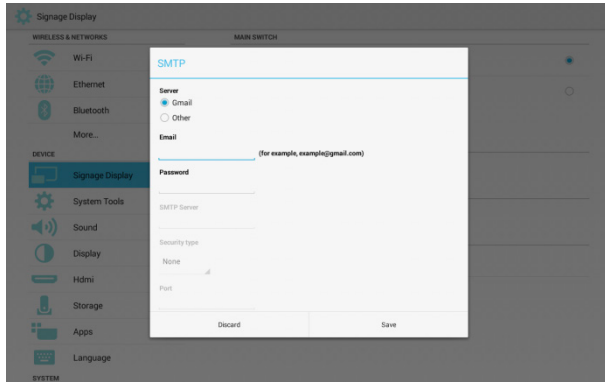 Signage Display
WIRELESS & NETWORKS
Wi-Fi
Ethernet
Bluetooth
More...
DEVICE
Signage Display
System Tools
Sound
Display
Hdmi
Storage
Apps
Language
SYSTEM
MAIN SWITCH
SMTP
Server
Gmail
Other
Email
(for example, example@gmail.com)
Password
SMTP Server
Security type
None
Port
Discard
Save